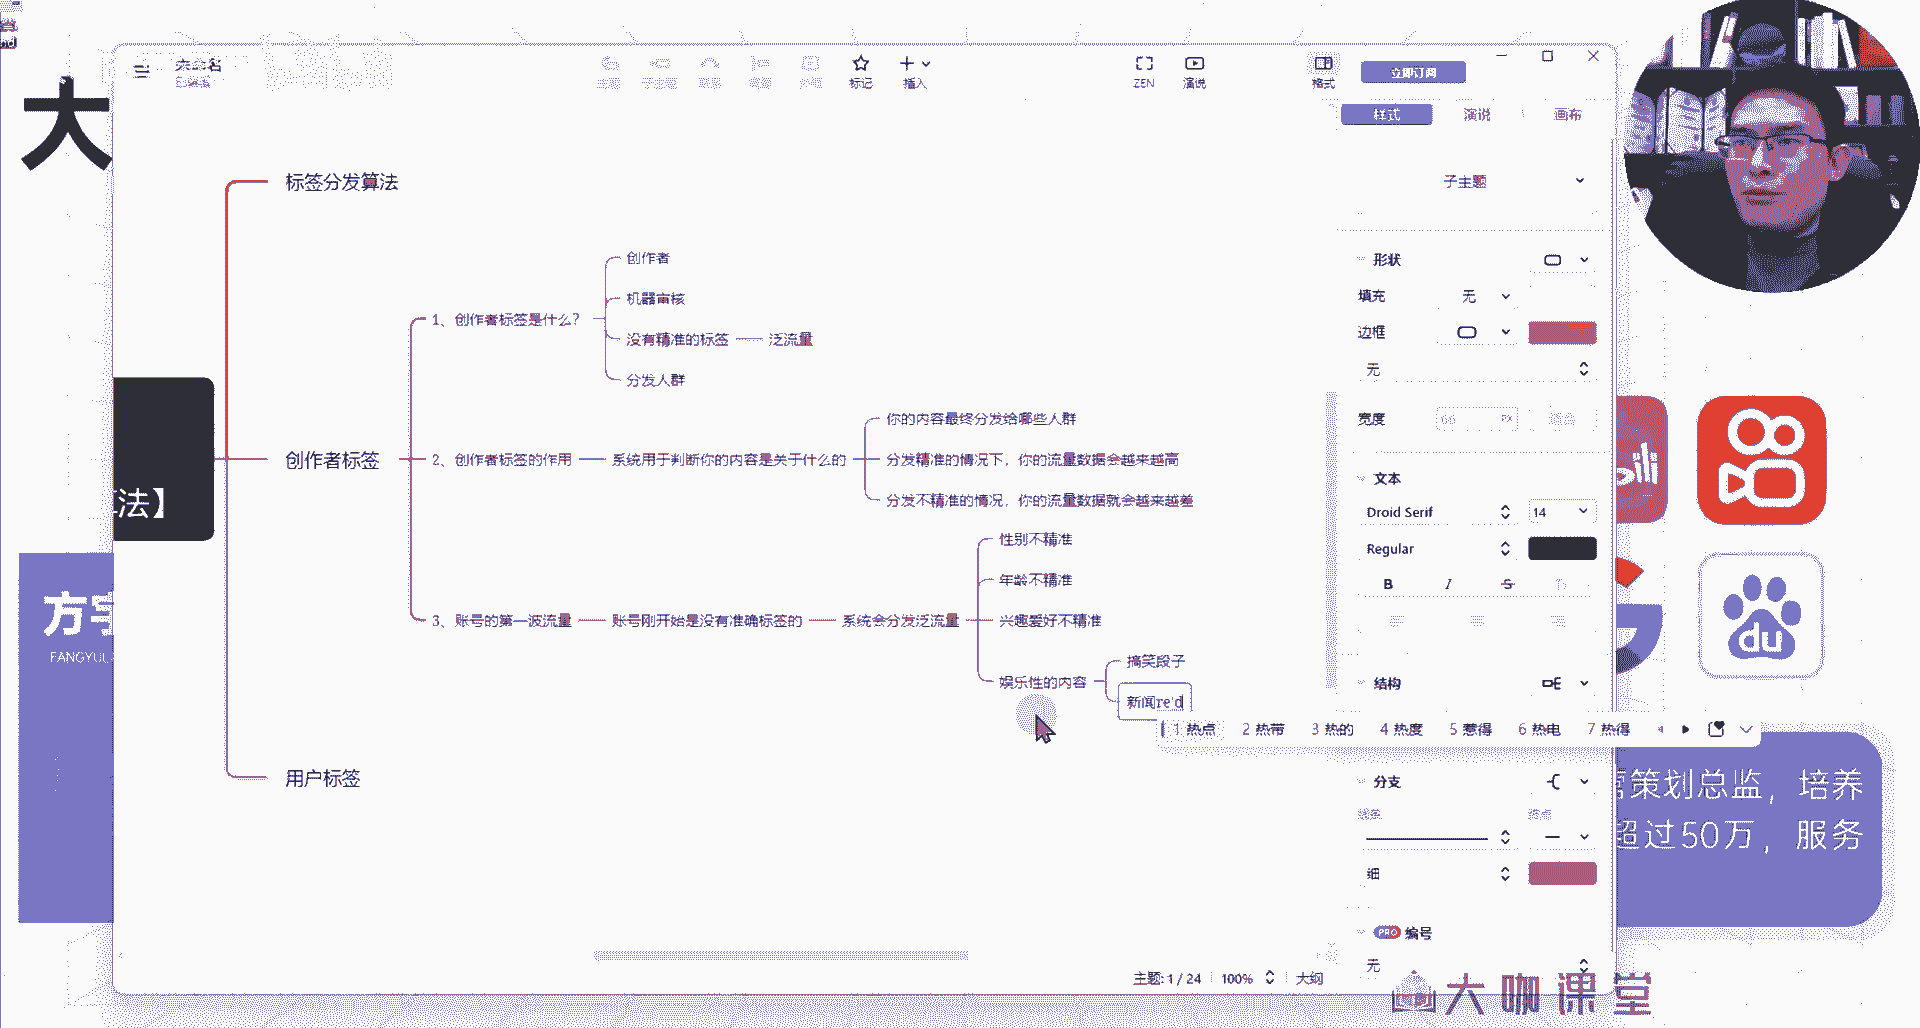 大
未命名
标记
插入
ZEN
演说
格式
立即订阅
样式
演说
画布
标签分发算法
子主题
创作者
机器审核
1、创作者标签是什么?
没有精准的标签
泛流量
分发人群
形状
填充
无
边框
无
宽度
66
PX
你的内容最终分发给哪些人群
创作者标签
2、创作者标签的作用
系统用于判断你的内容是关于什么的
分发精准的情况下，你的流量数据会越来越高
分发不精准的情况，你的流量数据就会越来越差
法】
文本
Droid Serif
14
Regular
B
I
S
性别不精准
年龄不精准
3、账号的第一波流量
账号刚开始是没有准确标签的
系统会分发泛流量
兴趣爱好不精准
娱乐性的内容
搞笑段子
新闻re'd
1 热点
2 热带
3 热的
4 热度
5 惹得
6 热电
7 热得
结构
分支
细
PRO 编号
无
用户标签
主题: 1 / 24
100%
大纲
方
FANGYU
du
策划总监，培养
超过50万，服务
大咖课堂